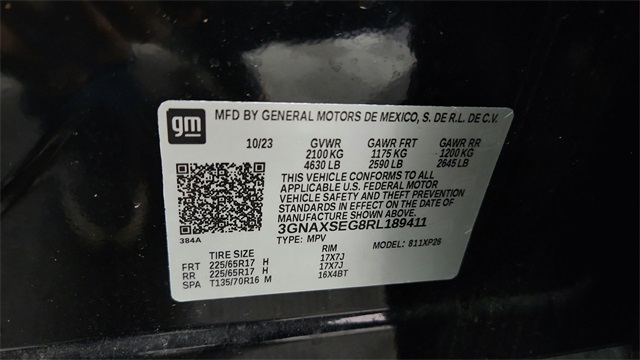 gm
MFD BY GENERAL MOTORS DE MEXICO, S. DE R.L. DE C.V.
10/23 GVWR GAWR FRT GAWR RR
2100 KG 1175 KG 1200 KG
4630 LB 2590 LB 2645 LB
THIS VEHICLE CONFORMS TO ALL
APPLICABLE U.S. FEDERAL MOTOR
VEHICLE SAFETY AND THEFT PREVENTION
STANDARDS IN EFFECT ON THE DATE OF
MANUFACTURE SHOWN ABOVE.
3GNAXSEG8RL189411
384A TYPE: MPV MODEL: 811XP26
TIRE SIZE RIM
FRT 225/65R17 H 17X7J
RR 225/65R17 H 17X7J
SPA T135/70R16 M 16X4BT